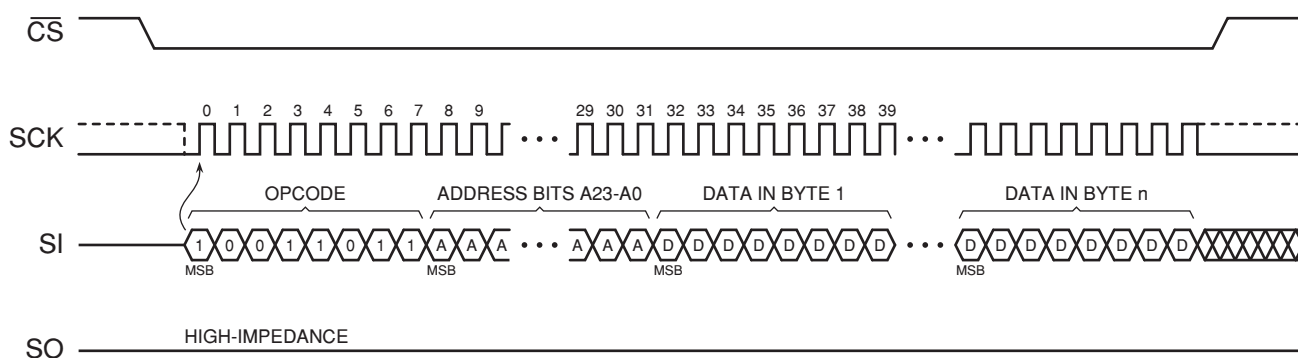 CS
0 1 2 3 4 5 6 7 8 9 29 30 31 32 33 34 35 36 37 38 39
SCK
OPCODE ADDRESS BITS A23-A0 DATA IN BYTE 1 DATA IN BYTE n
SI 1 0 0 1 1 0 1 1 A A A A A A D D D D D D D D D D D D D D D D
MSB MSB MSB MSB
HIGH-IMPEDANCE
SO